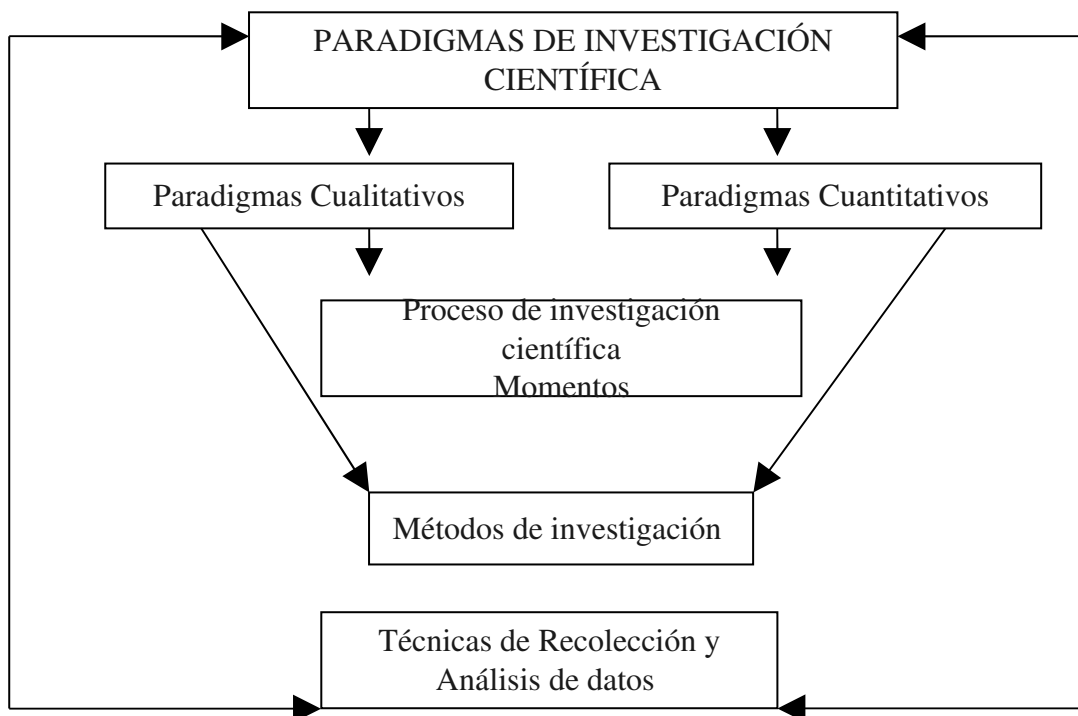 PARADIGMAS DE INVESTIGACIÓN
CIENTÍFICA
Paradigmas Cualitativos
Paradigmas Cuantitativos
Proceso de investigación
científica
Momentos
Métodos de investigación
Técnicas de Recolección y
Análisis de datos